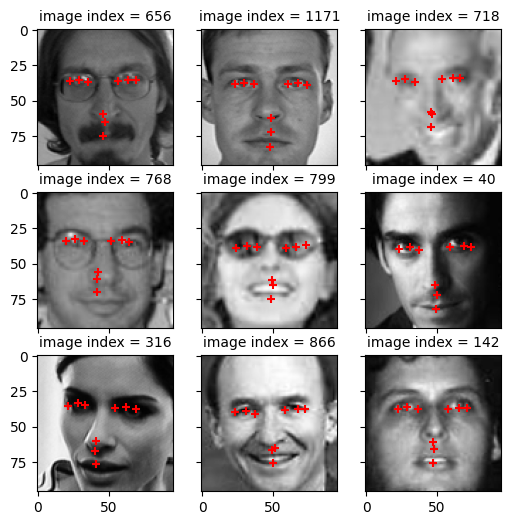 image index = 656
image index = 1171
image index = 718
0
25
50
75
image index = 768
image index = 799
image index = 40
0
25
50
75
image index = 316
image index = 866
image index = 142
0
25
50
75
0
50
0
50
0
50